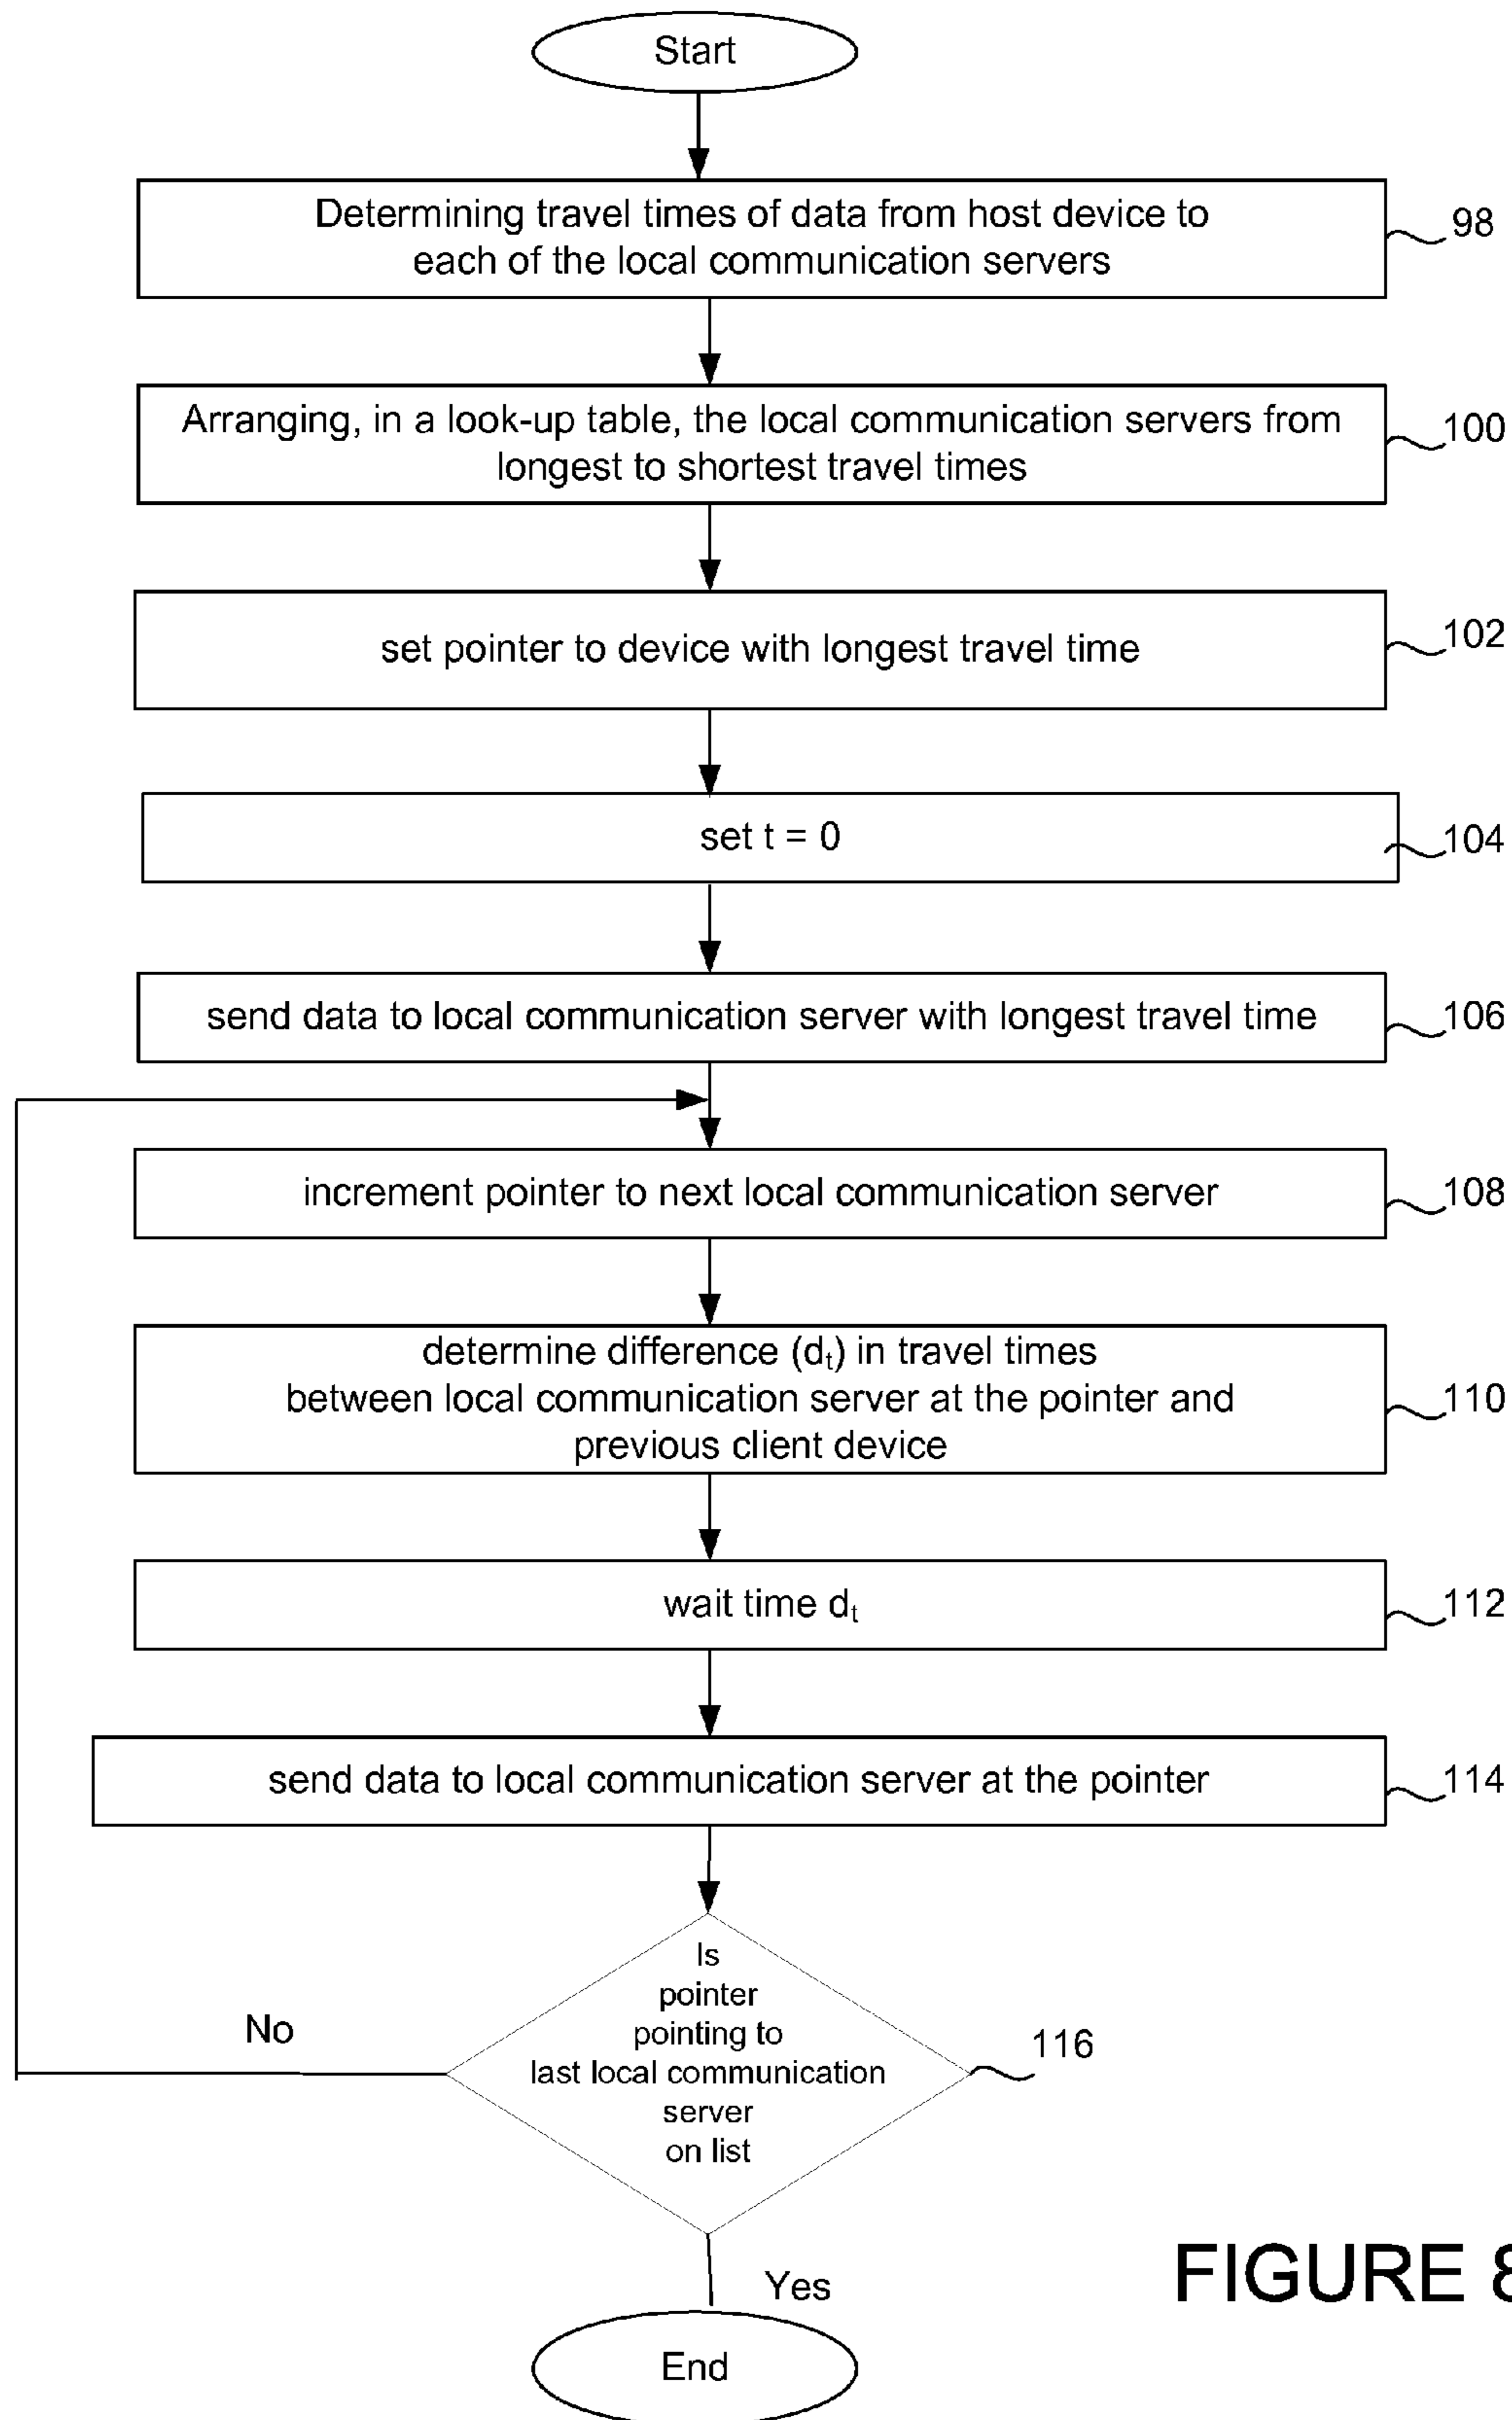 Start
Determining travel times of data from host device to
each of the local communication servers
98
Arranging, in a look-up table, the local communication servers from
longest to shortest travel times
100
set pointer to device with longest travel time
102
set t = 0
104
send data to local communication server with longest travel time
106
increment pointer to next local communication server
108
determine difference (dₜ) in travel times
between local communication server at the pointer and
previous client device
110
wait time dₜ
112
send data to local communication server at the pointer
114
Is
pointer
pointing to
last local communication
server
on list
116
No
Yes
FIGURE 8
End